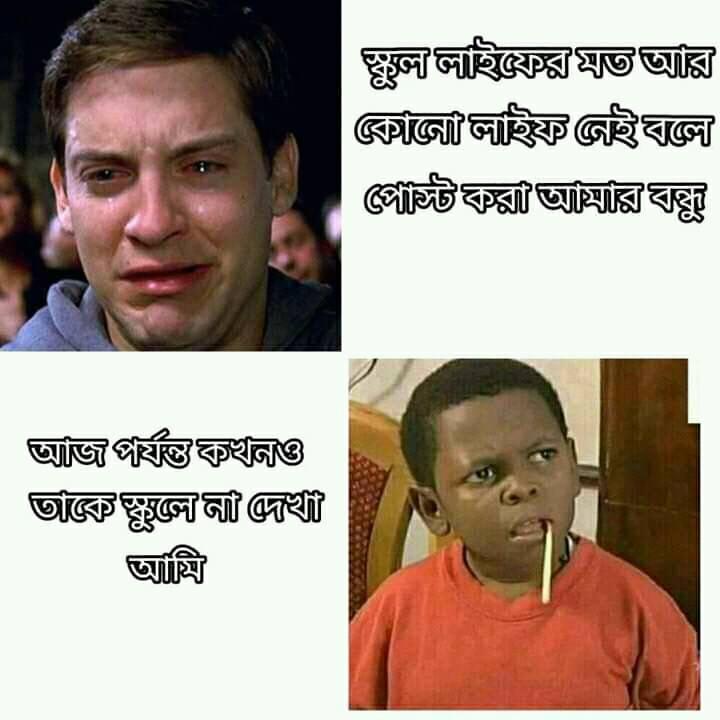 স্কুল লাইফের মত আর
কোনো লাইফ নেই বলে
পোস্ট করা আমার বন্ধু
আজ পর্যন্ত কখনও
তাকে স্কুলে না দেখা
আমি